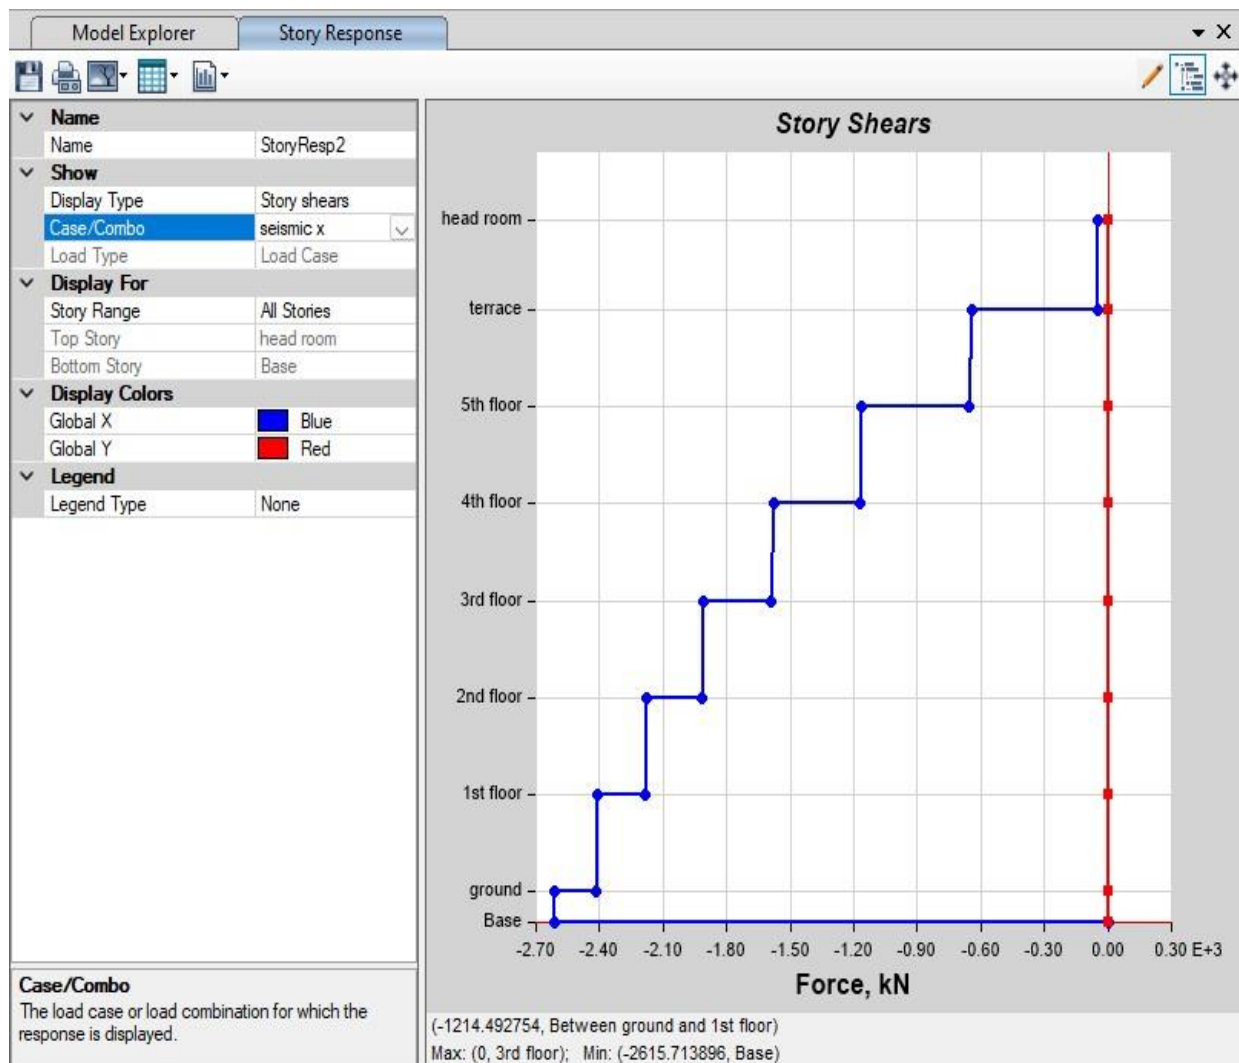 Model Explorer Story Response
Name
Name StoryResp2
Show
Display Type Story shears
Case/Combo seismic x
Load Type Load Case
Display For
Story Range All Stories
Top Story head room
Bottom Story Base
Display Colors
Global X Blue
Global Y Red
Legend
Legend Type None
Case/Combo
The load case or load combination for which the
response is displayed.
Story Shears
head room
terrace
5th floor
4th floor
3rd floor
2nd floor
1st floor
ground
Base
-2.70 -2.40 -2.10 -1.80 -1.50 -1.20 -0.90 -0.60 -0.30 0.00 0.30 E+3
Force, kN
(-1214.492754, Between ground and 1st floor)
Max: (0, 3rd floor); Min: (-2615.713896, Base)